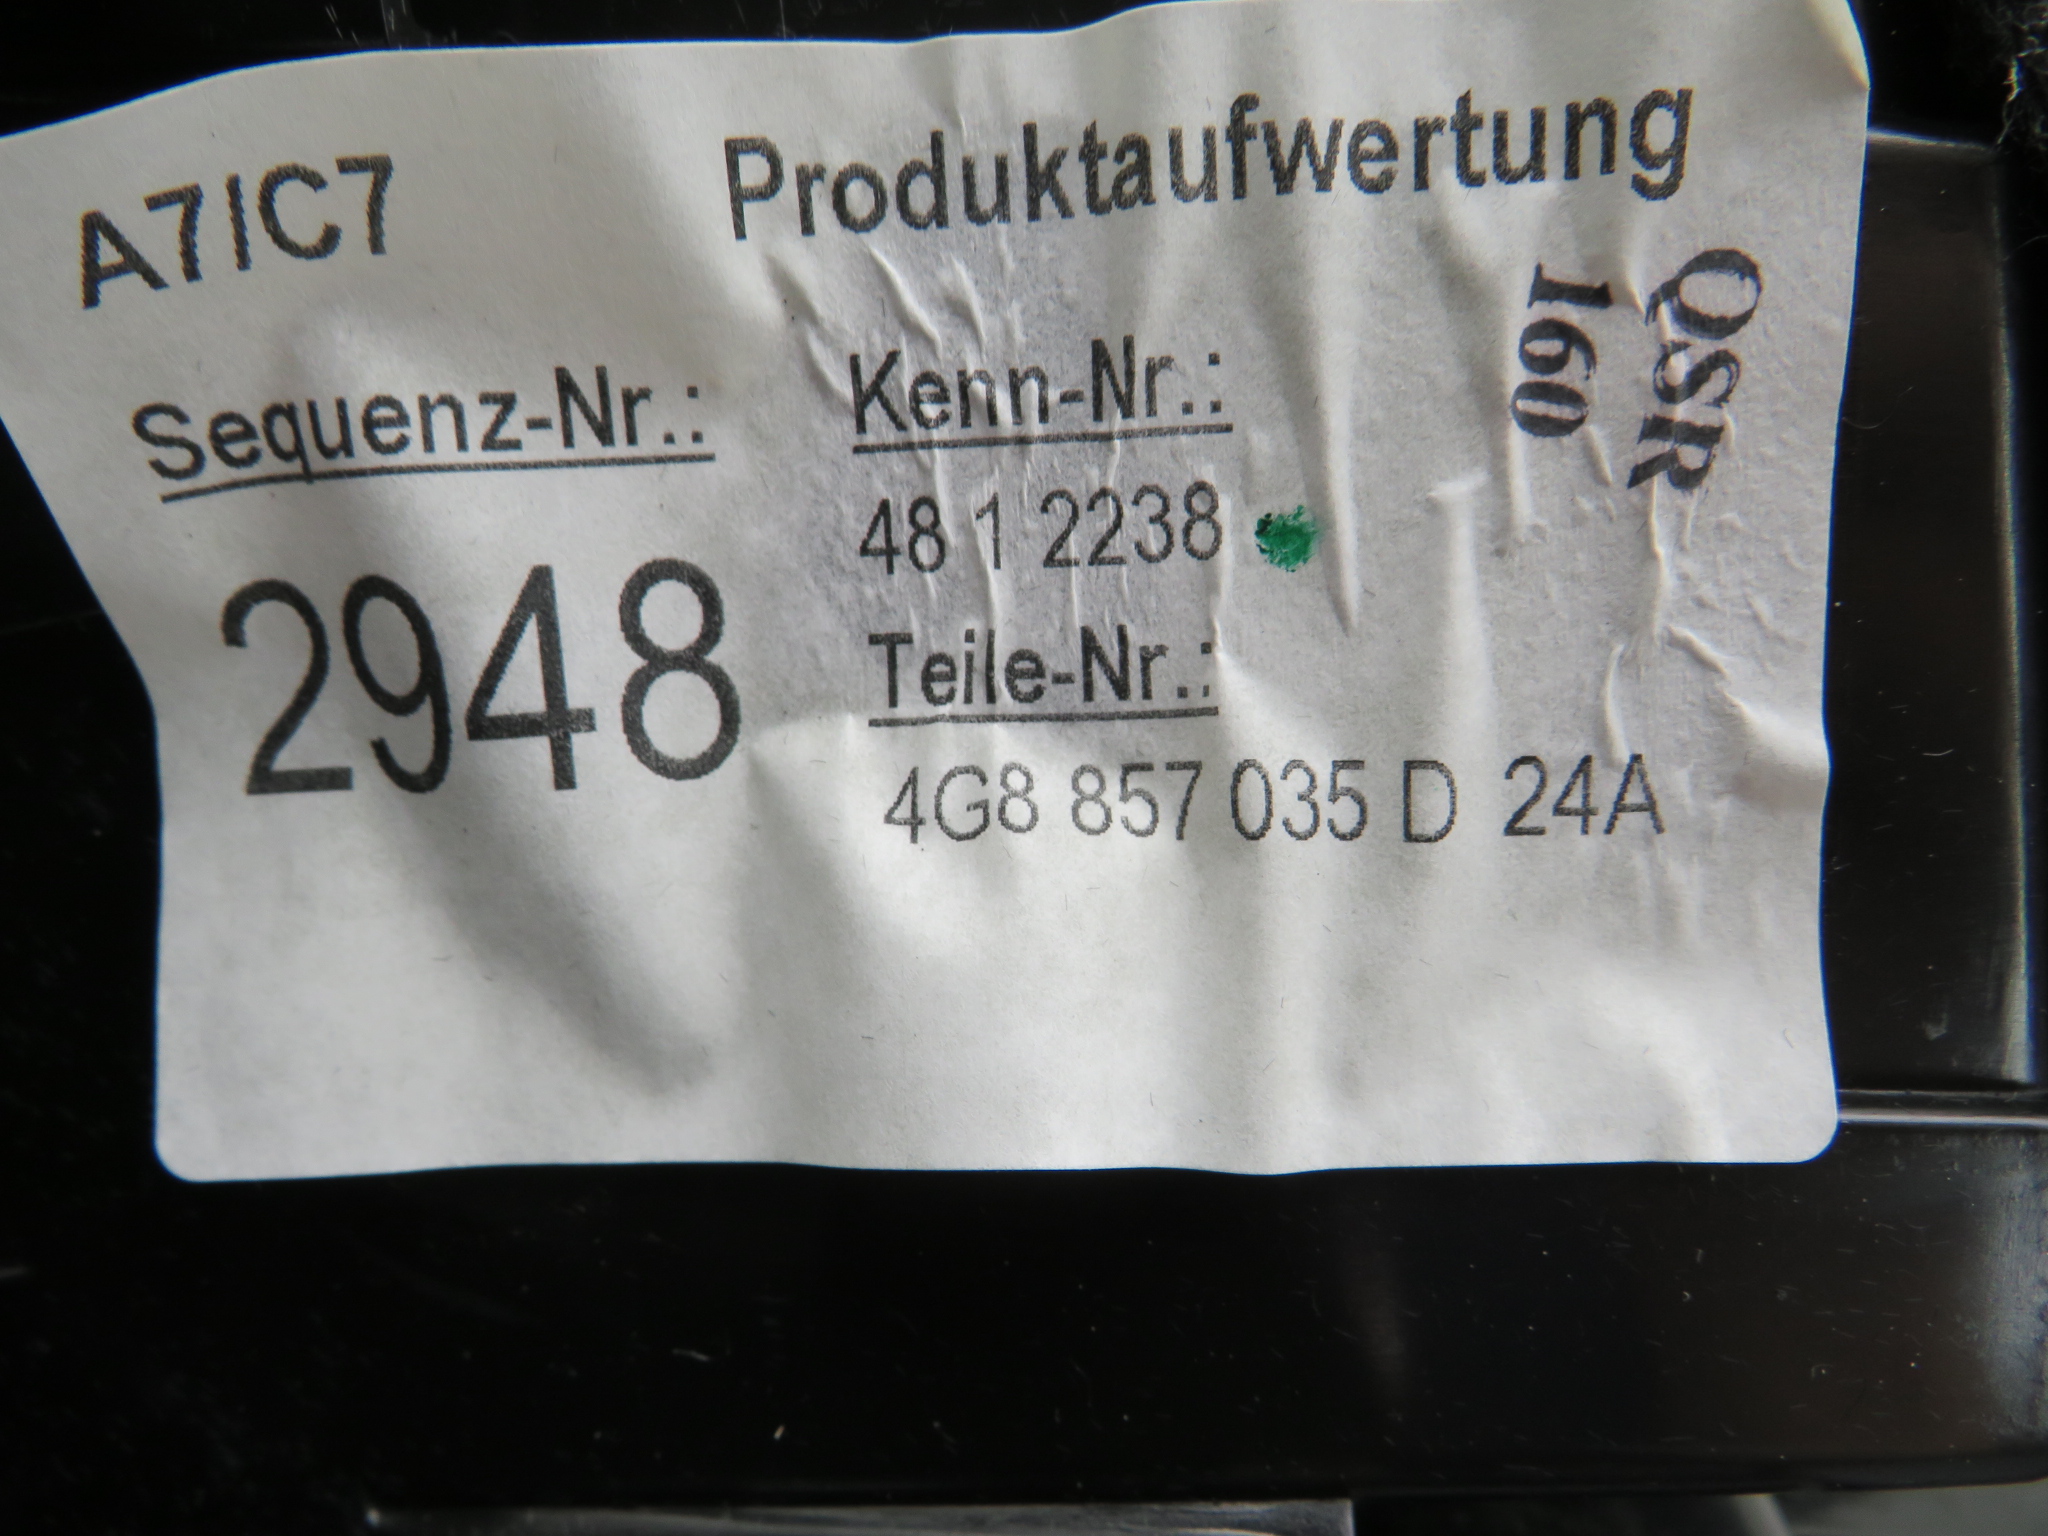 A7/C7 Produktaufwertung
QSR
160
Sequenz-Nr.:
2948
Kenn-Nr.:
48 1 2238
Teile-Nr.:
4G8 857 035 D 24A